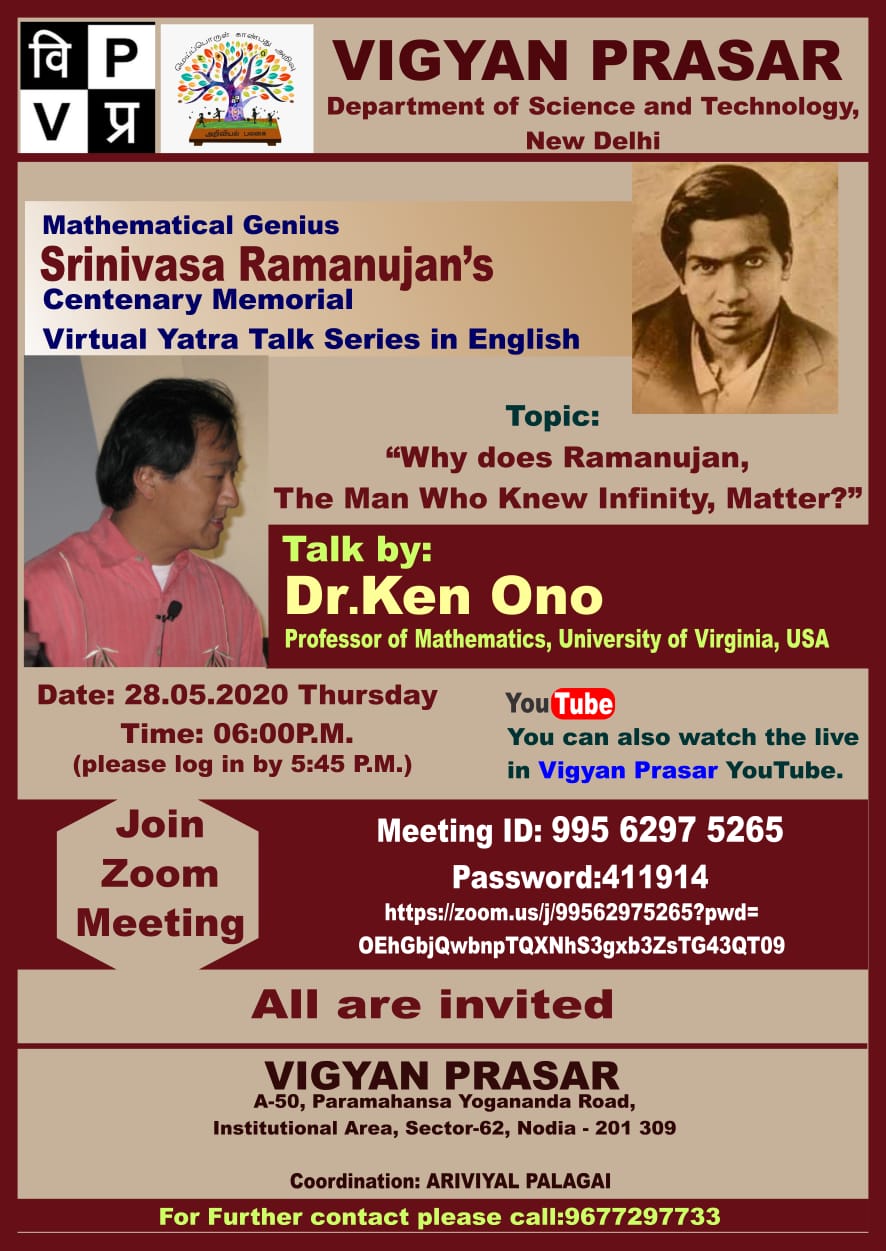 वि P
V प्र
மெய்ப்பொருள் காண்பது அறிவு
அறிவியல் பலகை
VIGYAN PRASAR
Department of Science and Technology,
New Delhi
Mathematical Genius
Srinivasa Ramanujan’s
Centenary Memorial
Virtual Yatra Talk Series in English
Topic:
“Why does Ramanujan,
The Man Who Knew Infinity, Matter?”
Talk by:
Dr.Ken Ono
Professor of Mathematics, University of Virginia, USA
Date: 28.05.2020 Thursday
Time: 06:00P.M.
(please log in by 5:45 P.M.)
YouTube
You can also watch the live
in Vigyan Prasar YouTube.
Join
Zoom
Meeting
Meeting ID: 995 6297 5265
Password:411914
https://zoom.us/j/99562975265?pwd=
OEhGbjQwbnpTQXNhS3gxb3ZsTG43QT09
All are invited
VIGYAN PRASAR
A-50, Paramahansa Yogananda Road,
Institutional Area, Sector-62, Nodia - 201 309
Coordination: ARIVIYAL PALAGAI
For Further contact please call:9677297733